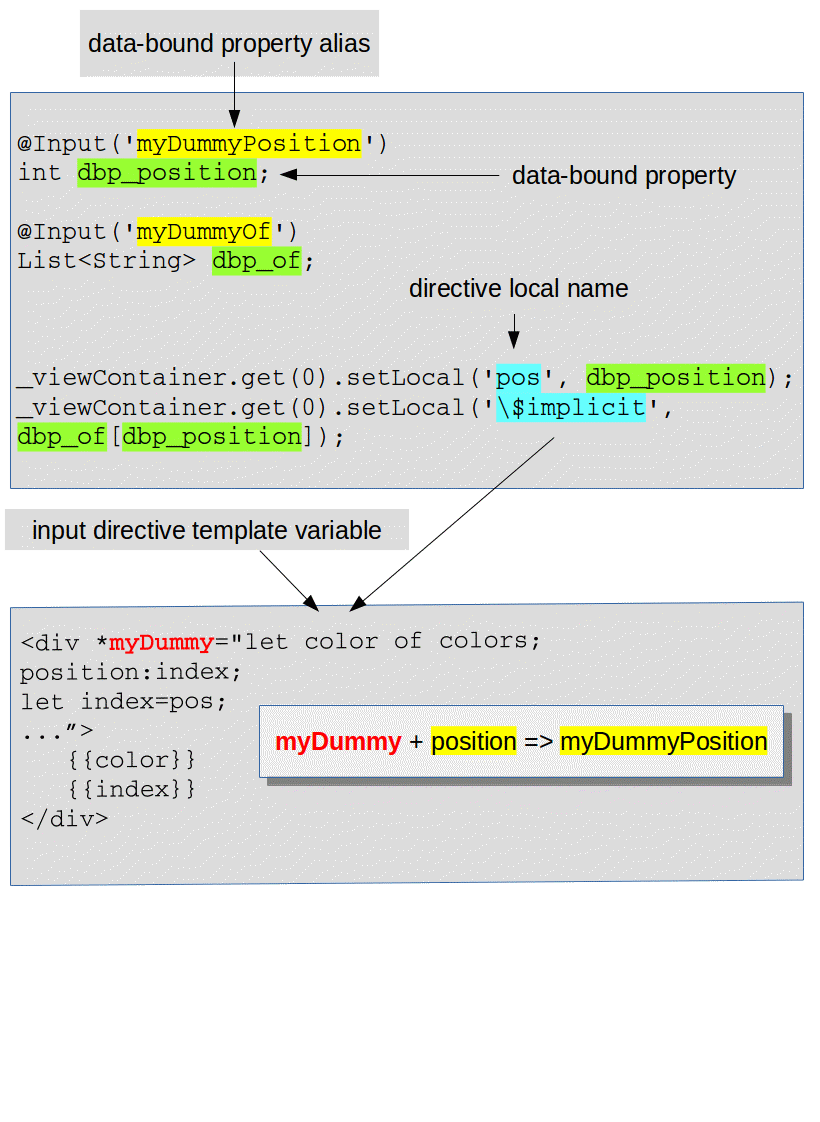 data-bound property alias
@Input('myDummyPosition')
int dbp_position;
data-bound property
@Input('myDummyOf')
List<String> dbp_of;
directive local name
_viewContainer.get(0).setLocal('pos', dbp_position);
_viewContainer.get(0).setLocal('\$implicit',
dbp_of[dbp_position]);
input directive template variable
<div *myDummy="let color of colors;
position:index;
let index=pos;
...”>
{{color}}
{{index}}
</div>
myDummy + position => myDummyPosition